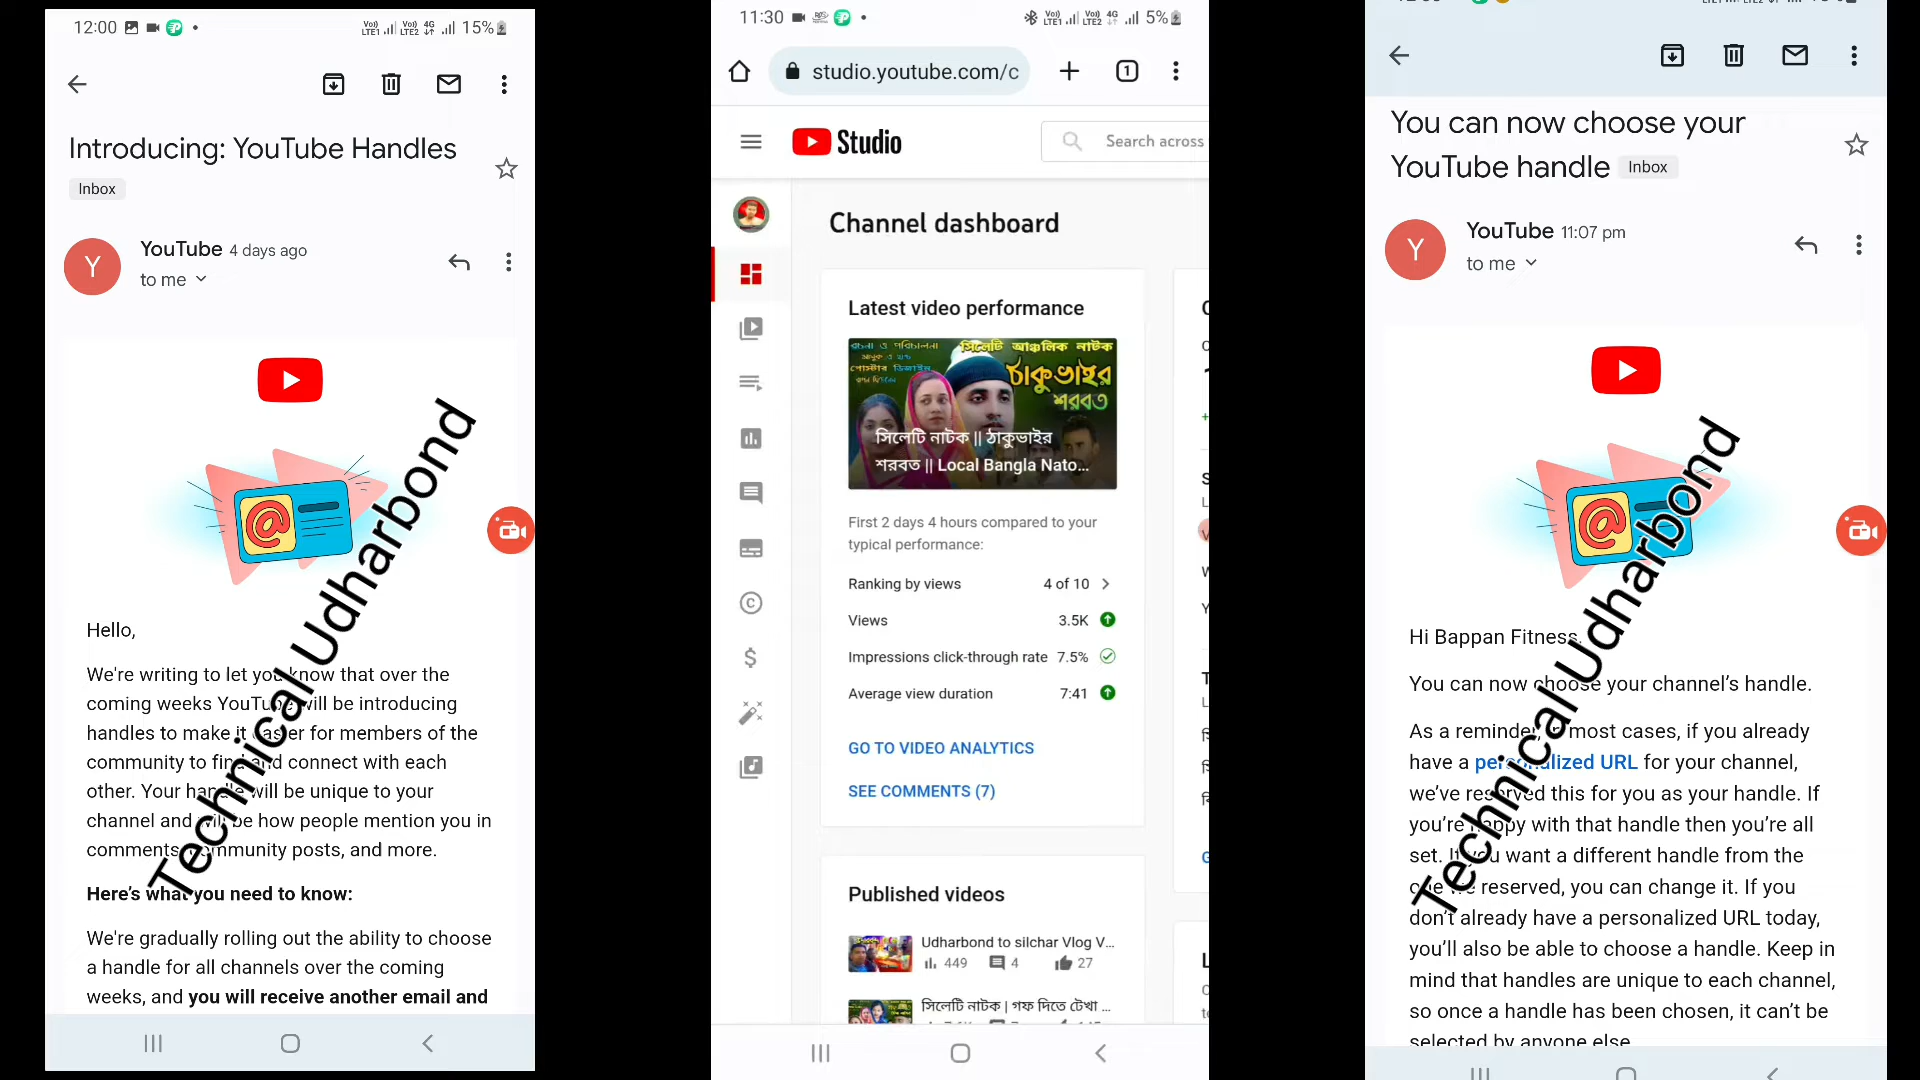 12:00
15%
Introducing: YouTube Handles
Inbox
Y
YouTube 4 days ago
to me
Hello,
We're writing to let you know that over the
coming weeks YouTube will be introducing
handles to make it easier for members of the
community to find and connect with each
other. Your handle will be unique to your
channel and will be how people mention you in
comments, community posts, and more.
Here's what you need to know:
We're gradually rolling out the ability to choose
a handle for all channels over the coming
weeks, and you will receive another email and
Technical Udharbond
11:30
5%
studio.youtube.com/c
1
Studio
Search across
Channel dashboard
Latest video performance
সিলেটি আঞ্চলিক নাটক
ঠাকুভাইর
শরবত
সিলেটি নাটক || ঠাকুভাইর
শরবত || Local Bangla Nato...
First 2 days 4 hours compared to your
typical performance:
Ranking by views 4 of 10
Views 3.5K
Impressions click-through rate 7.5%
Average view duration 7:41
GO TO VIDEO ANALYTICS
SEE COMMENTS (7)
Published videos
Udharbond to silchar Vlog V...
449 4 27
সিলেটি নাটক | গফ দিতে টেখা ...
You can now choose your
YouTube handle Inbox
Y
YouTube 11:07 pm
to me
Hi Bappan Fitness,
You can now choose your channel's handle.
As a reminder, in most cases, if you already
have a personalized URL for your channel,
we've reserved this for you as your handle. If
you're happy with that handle then you're all
set. If you want a different handle from the
one we reserved, you can change it. If you
don't already have a personalized URL today,
you'll also be able to choose a handle. Keep in
mind that handles are unique to each channel,
so once a handle has been chosen, it can't be
selected by anyone else.
Technical Udharbond